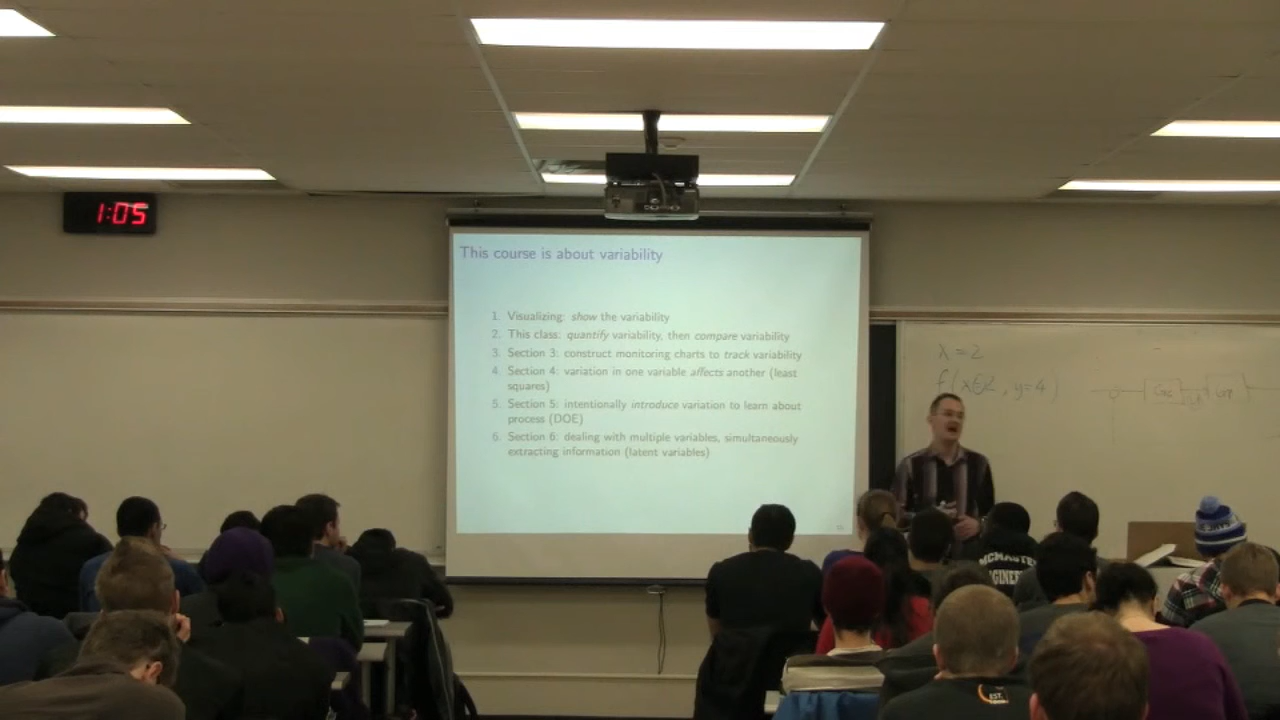 1:05
This course is about variability
1. Visualizing: show the variability
2. This class: quantify variability, then compare variability
3. Section 3: construct monitoring charts to track variability
4. Section 4: variation in one variable affects another (least
squares)
5. Section 5: intentionally introduce variation to learn about
process (DOE)
6. Section 6: dealing with multiple variables, simultaneously
extracting information (latent variables)
x = 2
y=4)
EST.